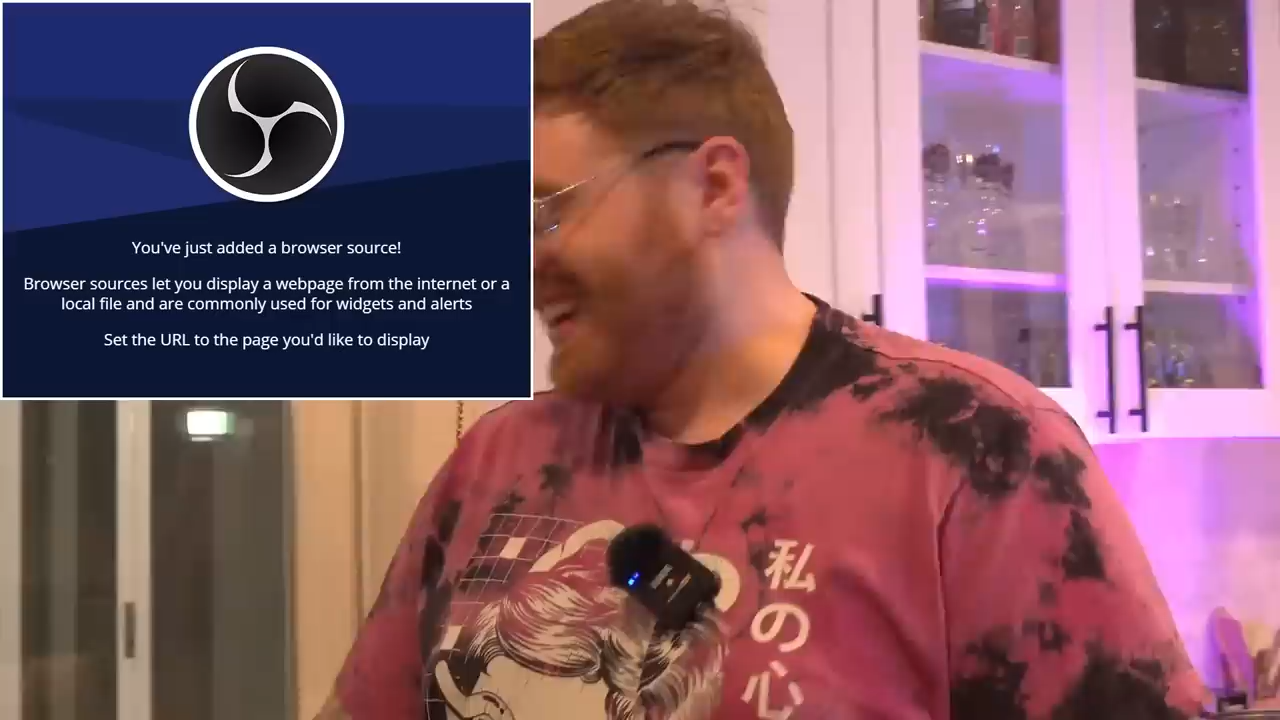 You've just added a browser source!
Browser sources let you display a webpage from the internet or a
local file and are commonly used for widgets and alerts
Set the URL to the page you'd like to display
私の心